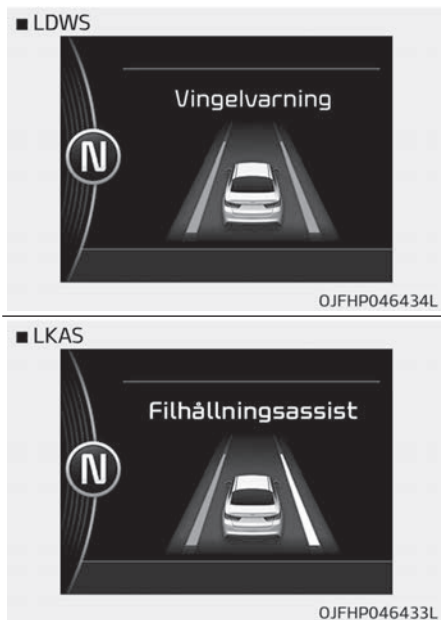 ■ LDWS
Vingelvarning
N
OJFHP046434L
■ LKAS
Filhållningsassist
N
OJFHP046433L